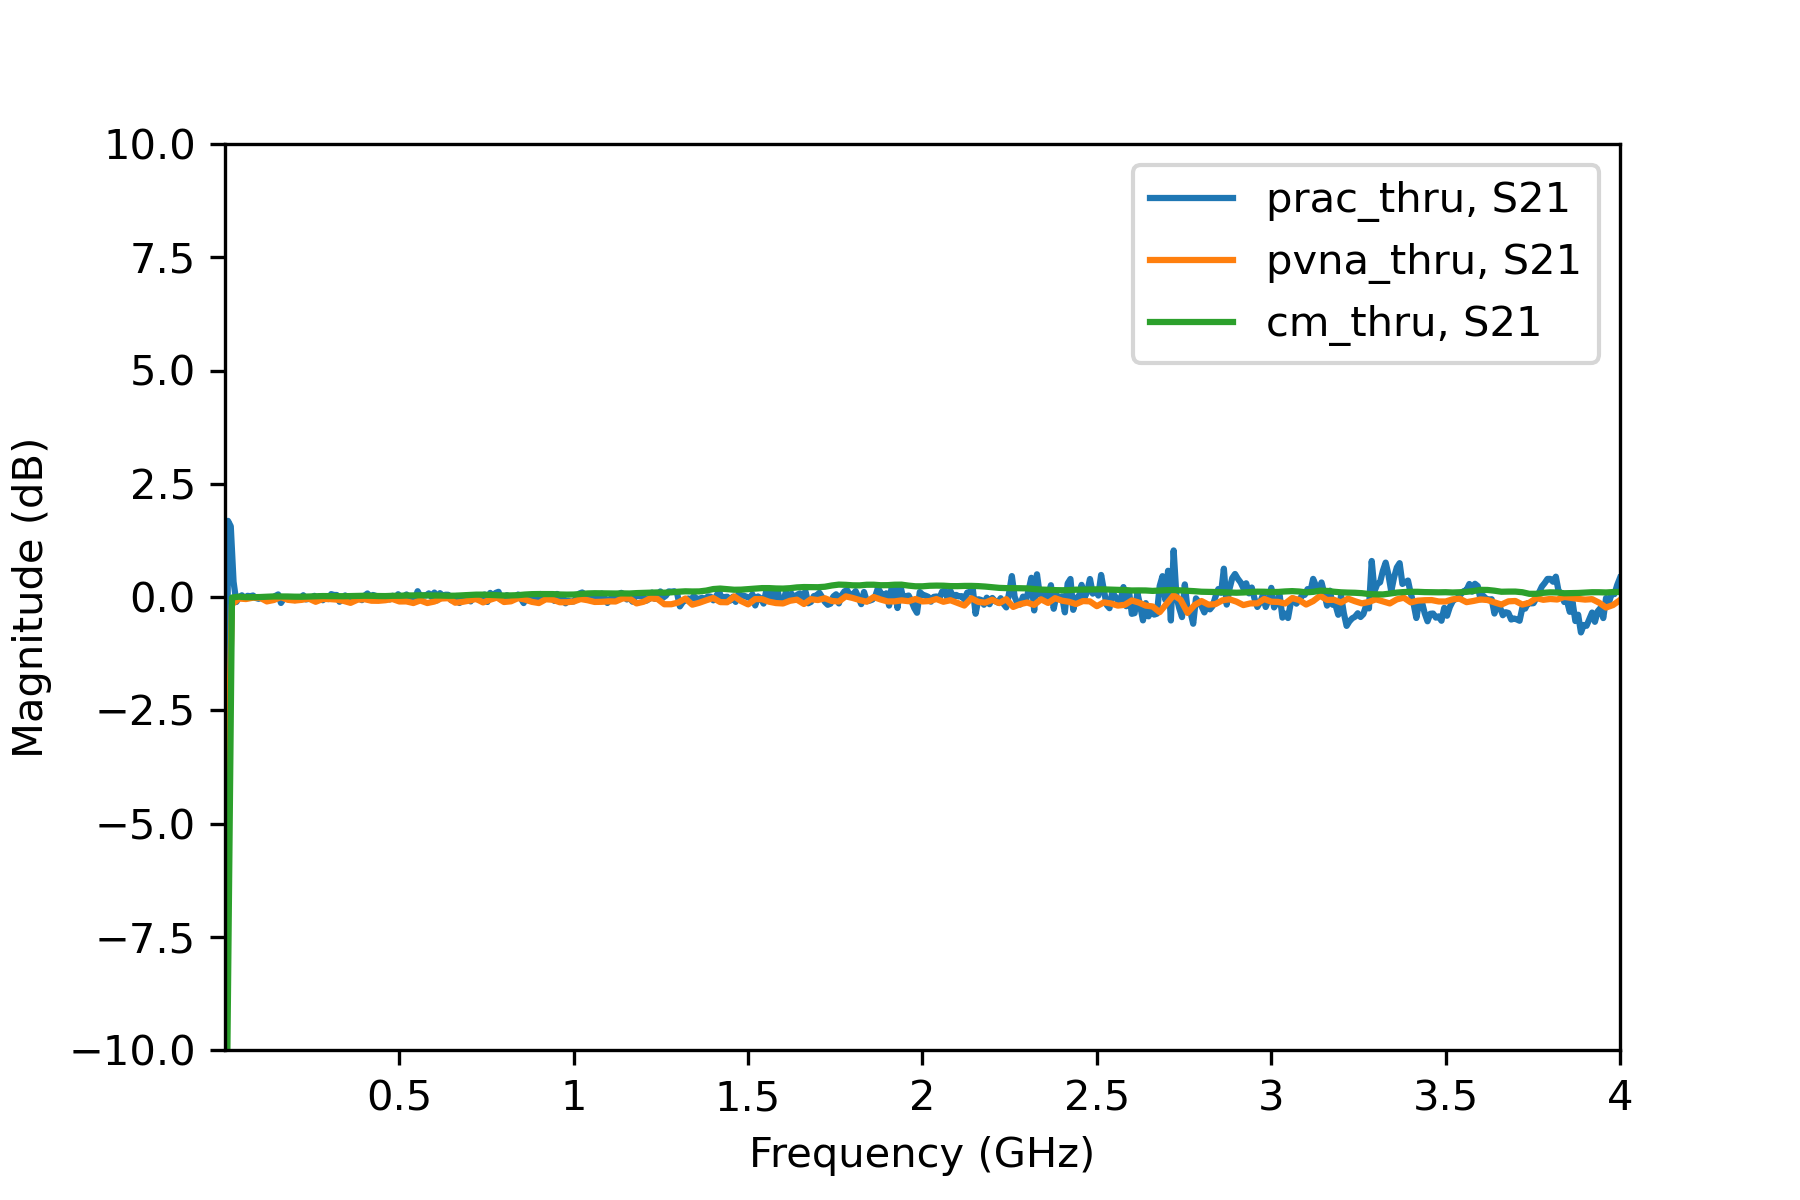 10.0
7.5
5.0
2.5
0.0
−2.5
−5.0
−7.5
−10.0
Magnitude (dB)
prac_thru, S21
pvna_thru, S21
cm_thru, S21
0.5 1 1.5 2 2.5 3 3.5 4
Frequency (GHz)